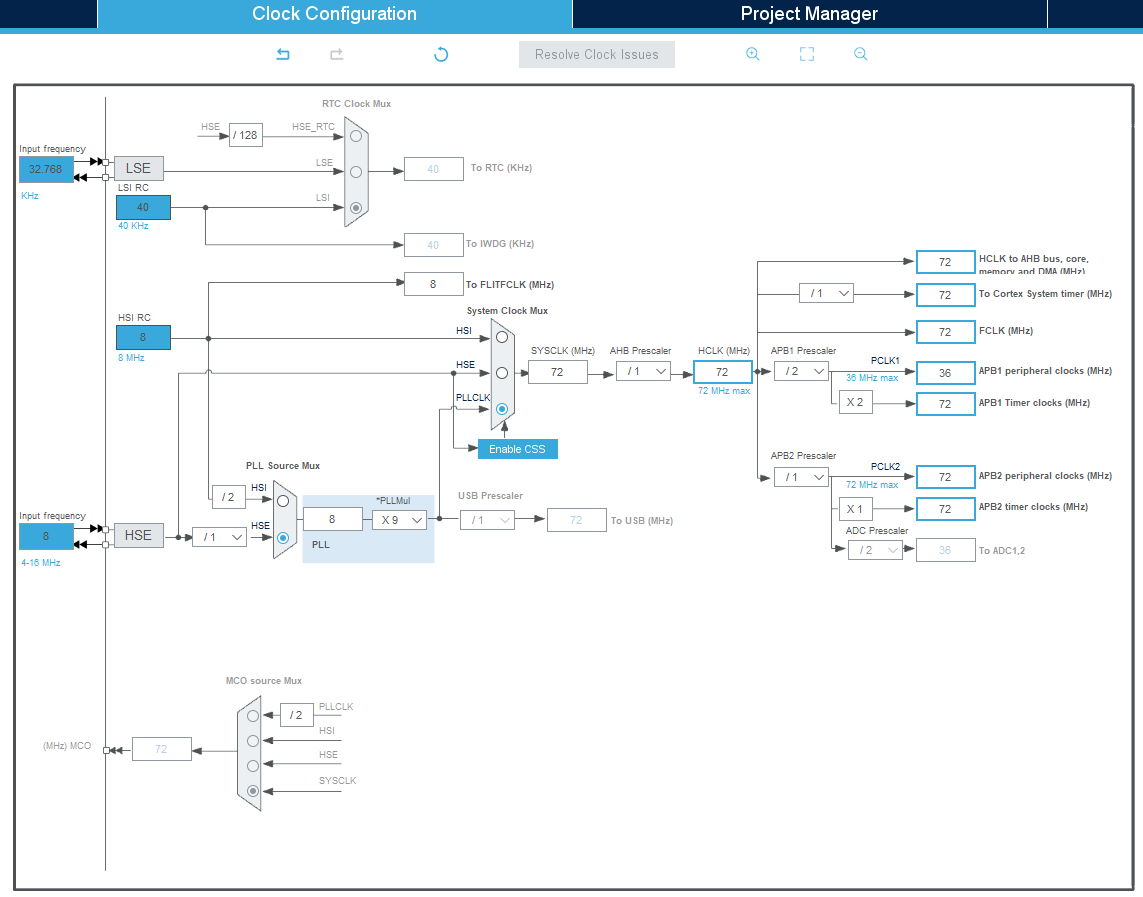 Clock Configuration
Project Manager
Resolve Clock Issues
RTC Clock Mux
HSE
/ 128
HSE_RTC
Input frequency
32.768
KHz
LSE
LSE
40
To RTC (KHz)
LSI RC
40
40 KHz
LSI
40
To IWDG (KHz)
8
To FLITFCLK (MHz)
HSI RC
8
8 MHz
System Clock Mux
HSI
HSE
PLLCLK
Enable CSS
SYSCLK (MHz)
72
AHB Prescaler
/ 1
HCLK (MHz)
72
72 MHz max
72
HCLK to AHB bus, core,
memory and DMA (MHz)
/ 1
72
To Cortex System timer (MHz)
72
FCLK (MHz)
APB1 Prescaler
/ 2
PCLK1
36 MHz max
36
APB1 peripheral clocks (MHz)
X 2
72
APB1 Timer clocks (MHz)
APB2 Prescaler
/ 1
PCLK2
72 MHz max
72
APB2 peripheral clocks (MHz)
X 1
72
APB2 timer clocks (MHz)
ADC Prescaler
/ 2
36
To ADC1,2
PLL Source Mux
/ 2
HSI
Input frequency
8
4-16 MHz
HSE
/ 1
HSE
8
*PLLMul
X 9
PLL
USB Prescaler
/ 1
72
To USB (MHz)
MCO source Mux
/ 2
PLLCLK
HSI
HSE
SYSCLK
(MHz) MCO
72